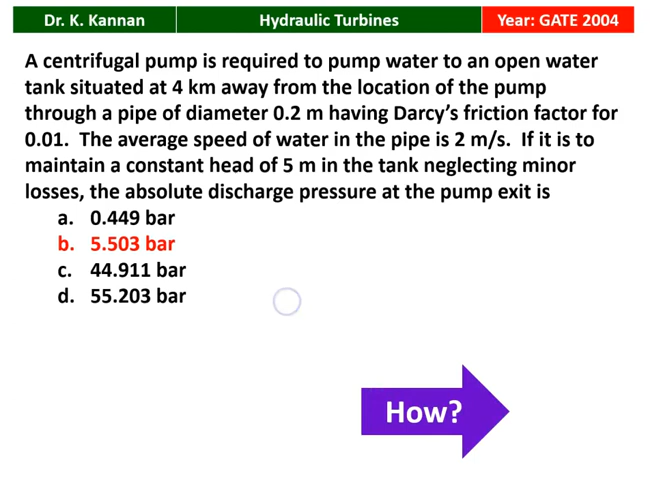 Dr. K. Kannan
Hydraulic Turbines
Year: GATE 2004
A centrifugal pump is required to pump water to an open water
tank situated at 4 km away from the location of the pump
through a pipe of diameter 0.2 m having Darcy’s friction factor for
0.01. The average speed of water in the pipe is 2 m/s. If it is to
maintain a constant head of 5 m in the tank neglecting minor
losses, the absolute discharge pressure at the pump exit is
a. 0.449 bar
b. 5.503 bar
c. 44.911 bar
d. 55.203 bar
How?